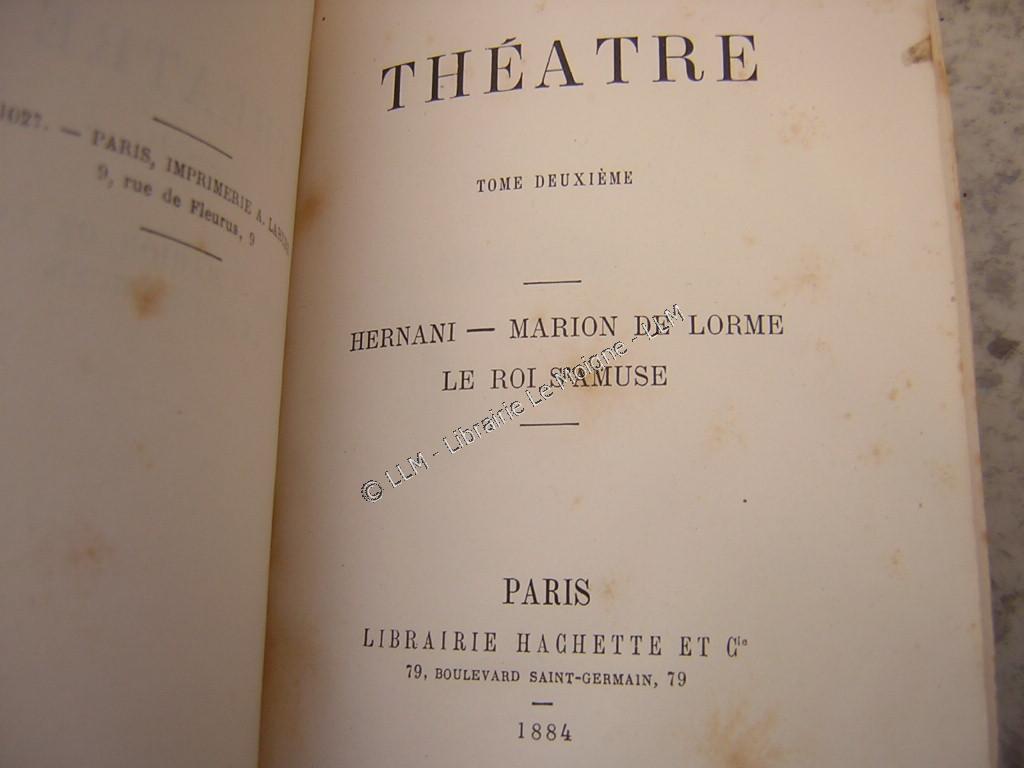 1027. — PARIS, IMPRIMERIE A. LAHURE
9, rue de Fleurus, 9
THÉATRE
TOME DEUXIÈME
HERNANI — MARION DE LORME
LE ROI S'AMUSE
© LLM - Librairie Le Moigne - LLM
PARIS
LIBRAIRIE HACHETTE ET Cie
79, BOULEVARD SAINT-GERMAIN, 79
1884